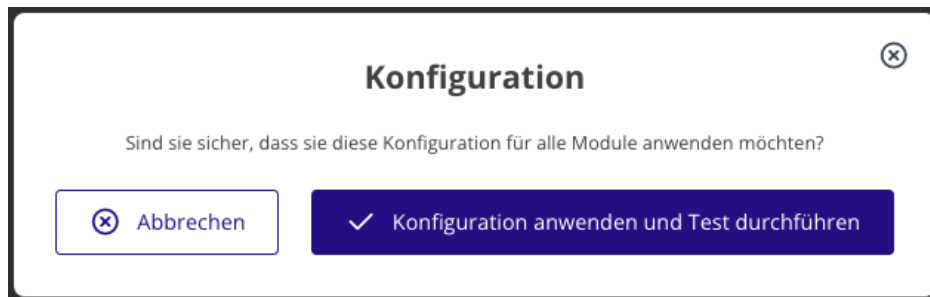 Konfiguration
Sind sie sicher, dass sie diese Konfiguration für alle Module anwenden möchten?
Abbrechen
Konfiguration anwenden und Test durchführen